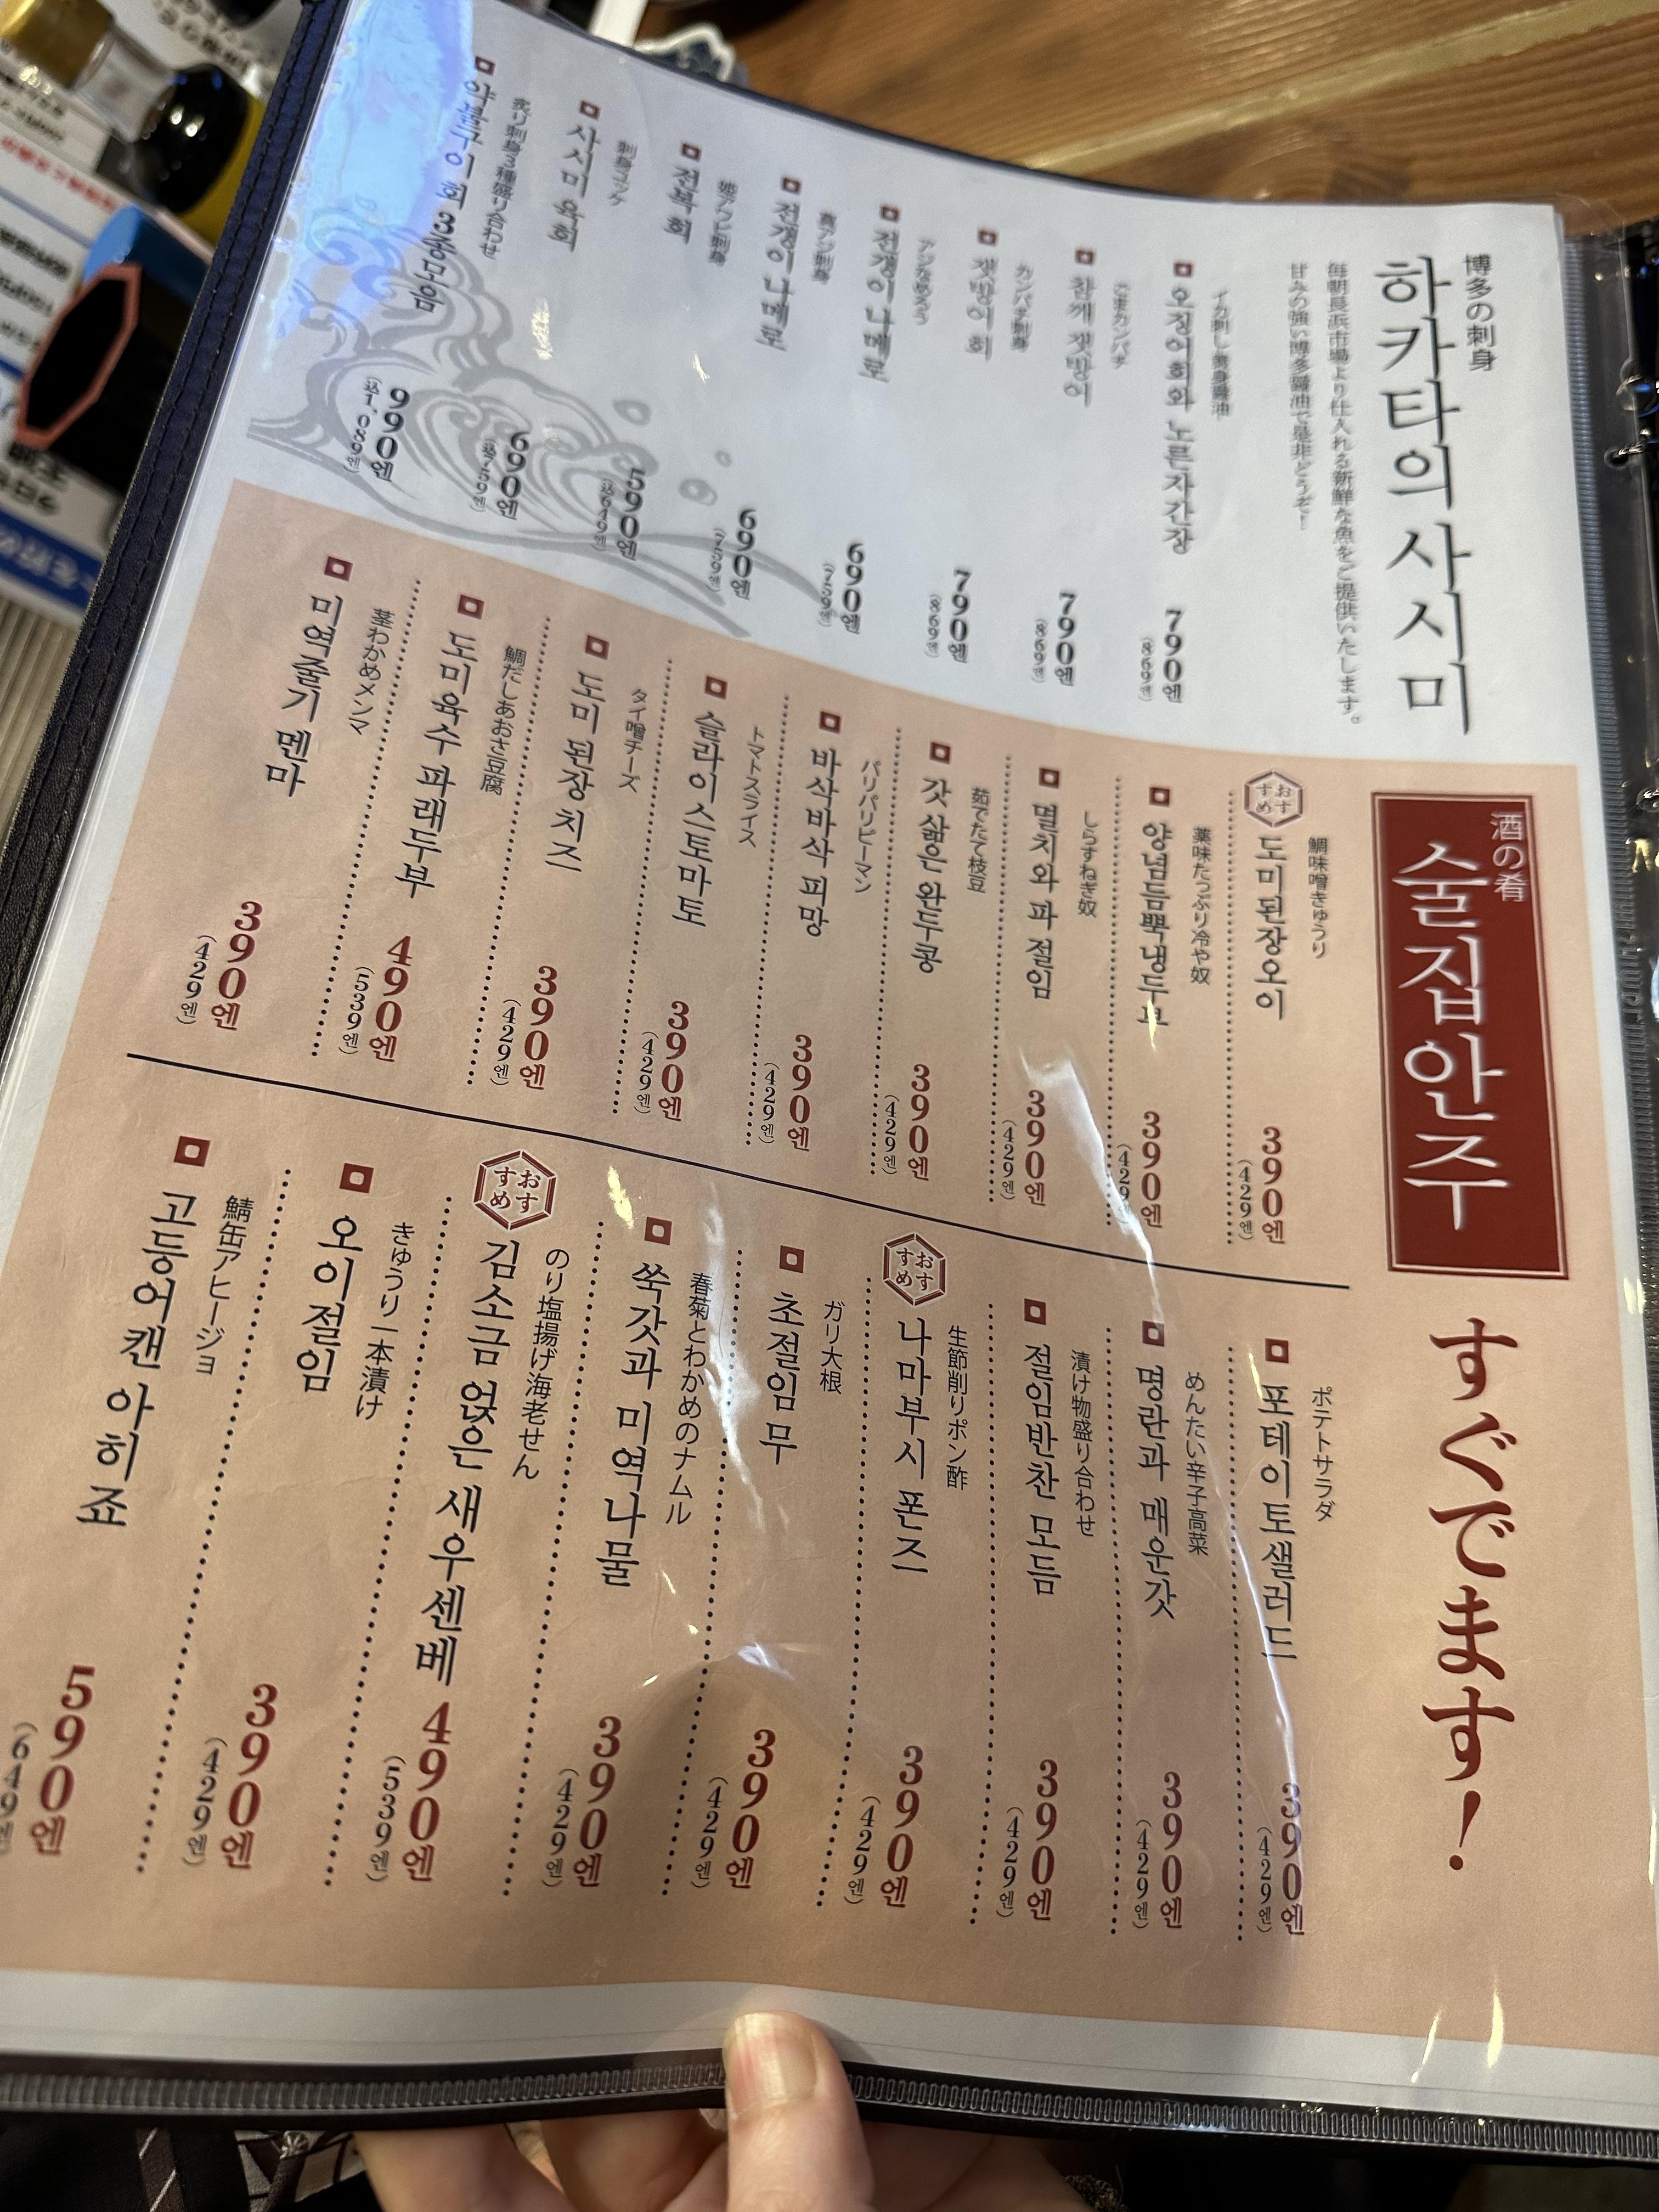 博多の刺身
하카타의 사시미
毎朝長浜市場より仕入れる新鮮な魚をご提供いたします。
甘みの強い博多醤油で是非どうぞ!
イカ刺し黄身醤油
오징어회와 노른자간장
790엔
(869엔)
ごまカンパチ
참깨 잿방어
790엔
(869엔)
カンパチ刺身
잿방어 회
790엔
(869엔)
アジなめろう
전갱이 나메로
690엔
(759엔)
真アジ刺身
전갱이 나메로
690엔
(759엔)
姫アワビ刺身
전복 회
590엔
(込649엔)
刺身ユッケ
사시미 육회
690엔
(込759엔)
炙り刺身3種盛り合わせ
약불구이 회 3종모음
990엔
(込1,089엔)
酒の肴
술집안주
すぐでます!
鯛味噌きゅうり
おすすめ
도미된장오이
390엔
(429엔)
薬味たっぷり冷や奴
양념듬뿍냉두부
390엔
(429엔)
しらすねぎ奴
멸치와 파 절임
390엔
(429엔)
茹でたて枝豆
갓 삶은 완두콩
390엔
(429엔)
パリパリピーマン
바삭바삭 피망
390엔
(429엔)
トマトスライス
슬라이스토마토
390엔
(429엔)
タイ噌チーズ
도미 된장 치즈
390엔
(429엔)
鯛だしあおさ豆腐
도미 육수 파래두부
490엔
(539엔)
茎わかめメンマ
미역줄기 멘마
390엔
(429엔)
ポテトサラダ
포테이토샐러드
390엔
(429엔)
めんたい辛子高菜
명란과 매운갓
390엔
(429엔)
漬け物盛り合わせ
절임반찬 모듬
390엔
(429엔)
生節削りポン酢
おすすめ
나마부시 폰즈
390엔
(429엔)
ガリ大根
초절임 무
390엔
(429엔)
春菊とわかめのナムル
쑥갓과 미역나물
390엔
(429엔)
のり塩揚げ海老せん
おすすめ
김소금 얹은 새우센베
490엔
(539엔)
きゅうり一本漬け
오이절임
390엔
(429엔)
鯖缶アヒージョ
고등어캔 아히죠
590엔
(649엔